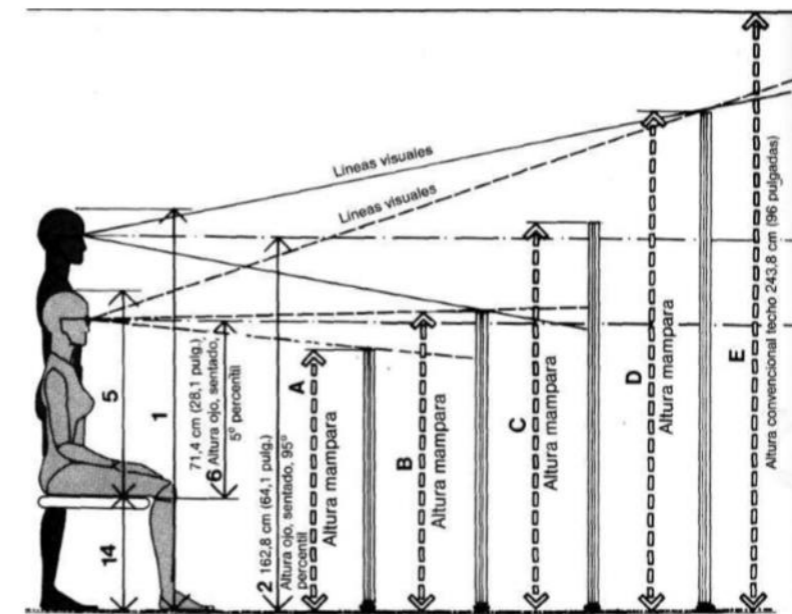 Líneas visuales
Líneas visuales
5
1
14
71,4 cm (28,1 pulg.)
6 Altura ojo, sentado,
5º percentil
2 162,8 cm (64,1 pulg.)
Altura ojo, sentado, 95º
percentil
A
Altura mampara
B
Altura mampara
C
Altura mampara
D
Altura mampara
E
Altura convencional techo 243,8 cm (96 pulgadas)